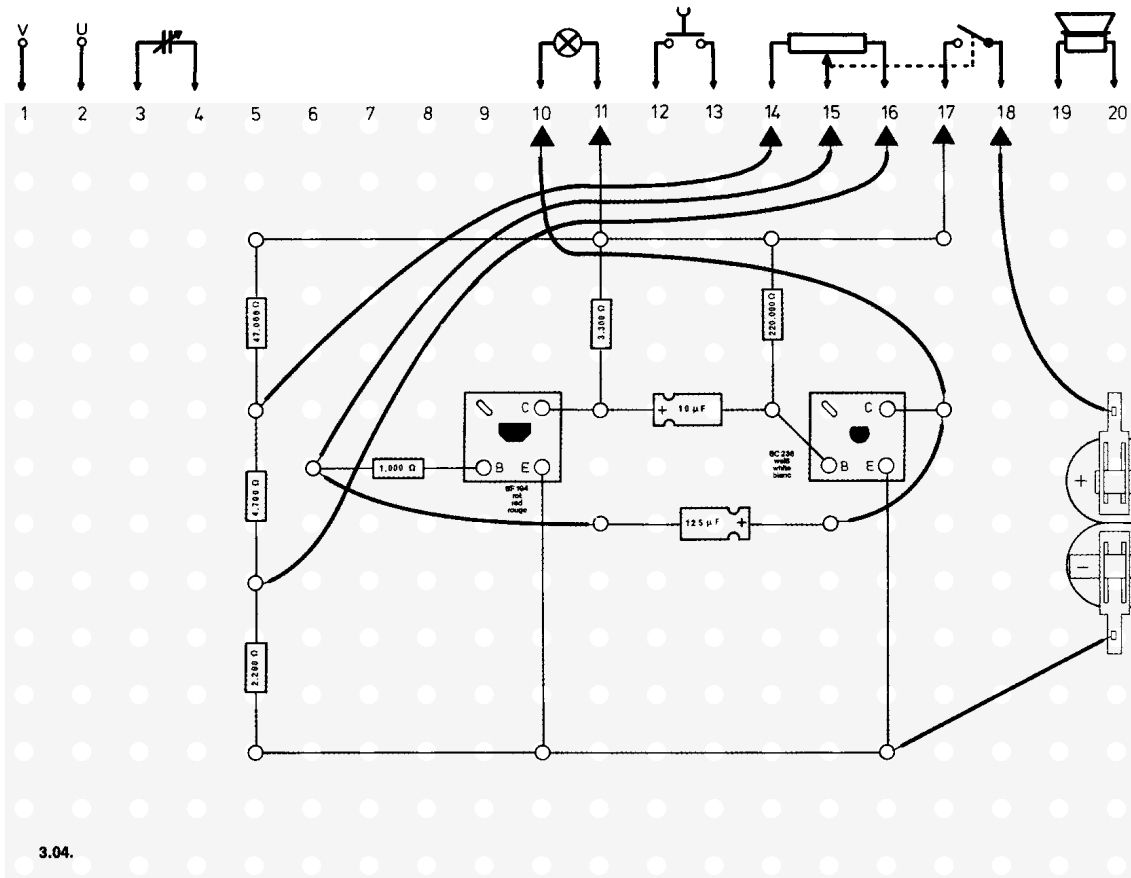 V U
1 2 3 4 5 6 7 8 9 10 11 12 13 14 15 16 17 18 19 20
47.000 Ω
3.300 Ω
220.000 Ω
C
+ 10 µF
C
1.000 Ω
B E
BC 238
weiß
white
blanc
B E
4.700 Ω
BF 194
rot
red
rouge
125 µF +
+
−
2.200 Ω
3.04.